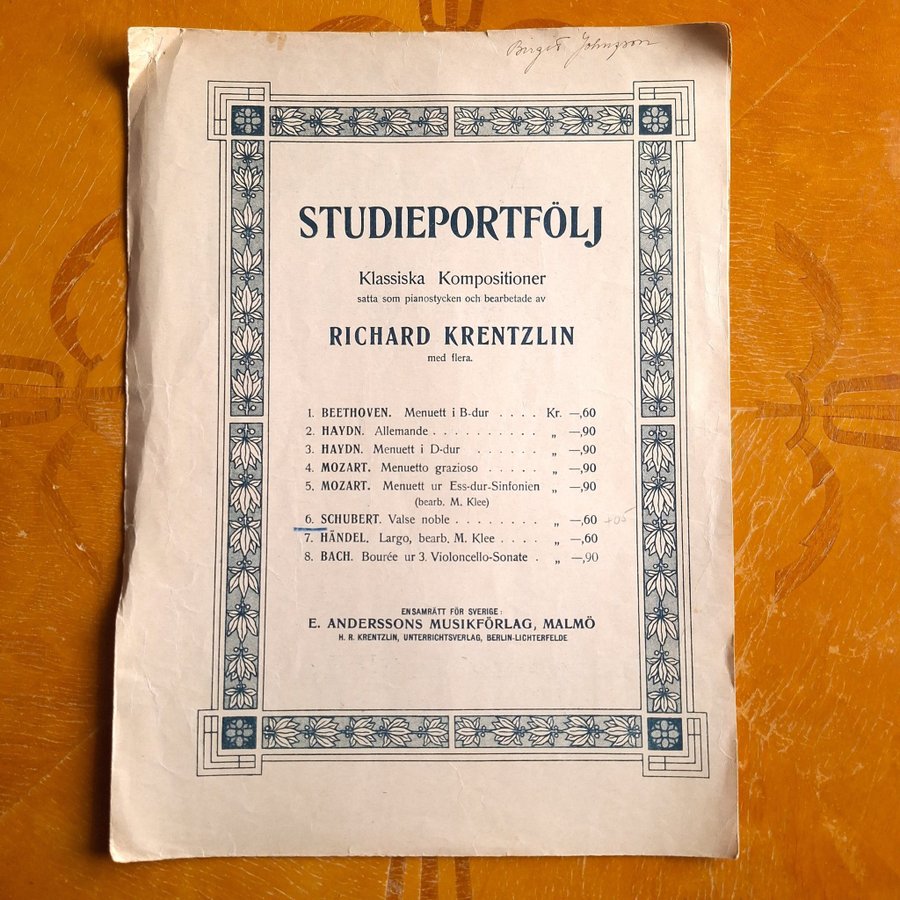 Birgit Johnsson
STUDIEPORTFÖLJ
Klassiska Kompositioner
satta som pianostycken och bearbetade av
RICHARD KRENTZLIN
med flera.
1. BEETHOVEN. Menuett i B-dur . . . . Kr. —,60
2. HAYDN. Allemande . . . . . . . . . . „ —,90
3. HAYDN. Menuett i D-dur . . . . . . „ —,90
4. MOZART. Menuetto grazioso . . . . . „ —,90
5. MOZART. Menuett ur Ess-dur-Sinfonien „ —,90
(bearb. M. Klee)
6. SCHUBERT. Valse noble . . . . . . . . „ —,60
7. HÄNDEL. Largo, bearb. M. Klee . . . . „ —,60
8. BACH. Bourée ur 3. Violoncello-Sonate . „ —,90
ENSAMRÄTT FÖR SVERIGE:
E. ANDERSSONS MUSIKFÖRLAG, MALMÖ
H. R. KRENTZLIN, UNTERRICHTSVERLAG, BERLIN-LICHTERFELDE